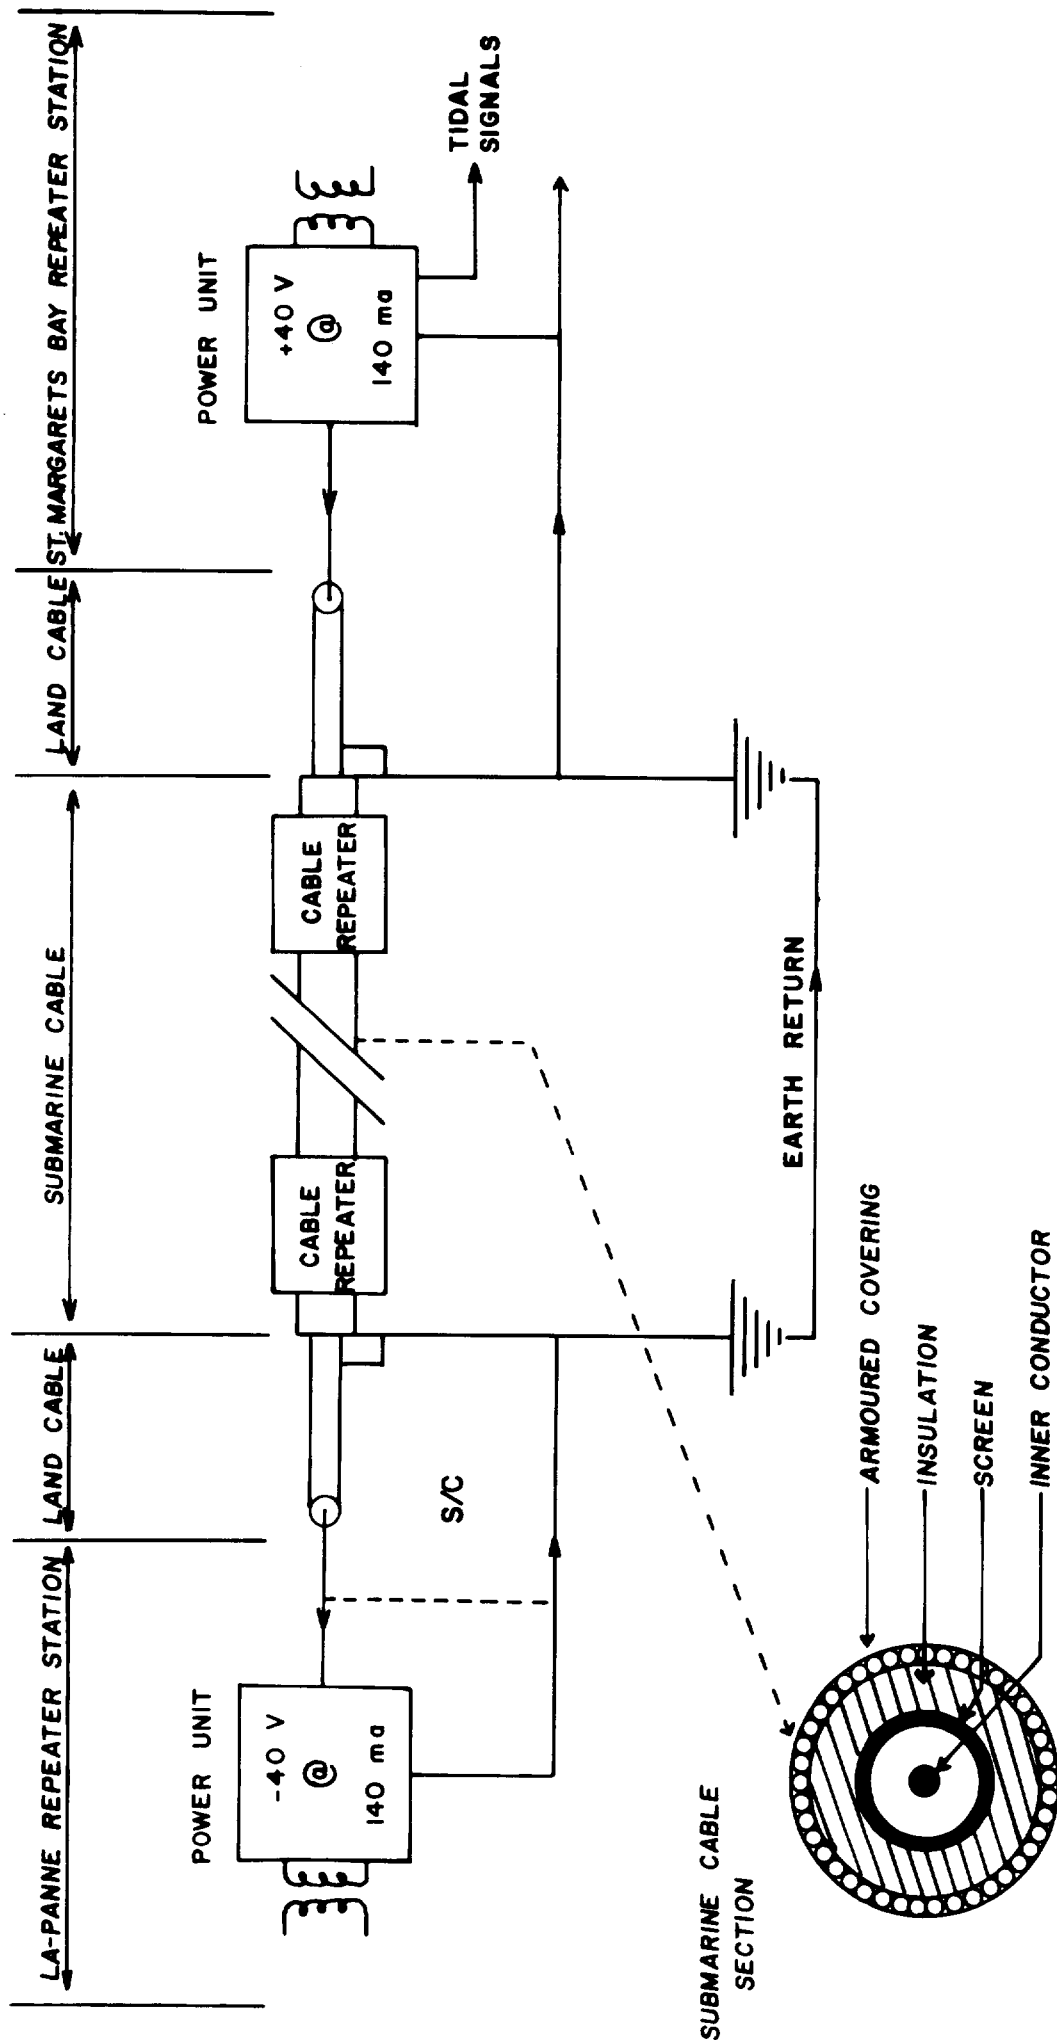 LA-PANNE REPEATER STATION
LAND CABLE
SUBMARINE CABLE
LAND CABLE
ST. MARGARETS BAY REPEATER STATION
POWER UNIT
-40 V
@
140 ma
S/C
CABLE
REPEATER
CABLE
REPEATER
POWER UNIT
+40 V
@
140 ma
TIDAL
SIGNALS
EARTH RETURN
SUBMARINE CABLE
SECTION
ARMOURED COVERING
INSULATION
SCREEN
INNER CONDUCTOR